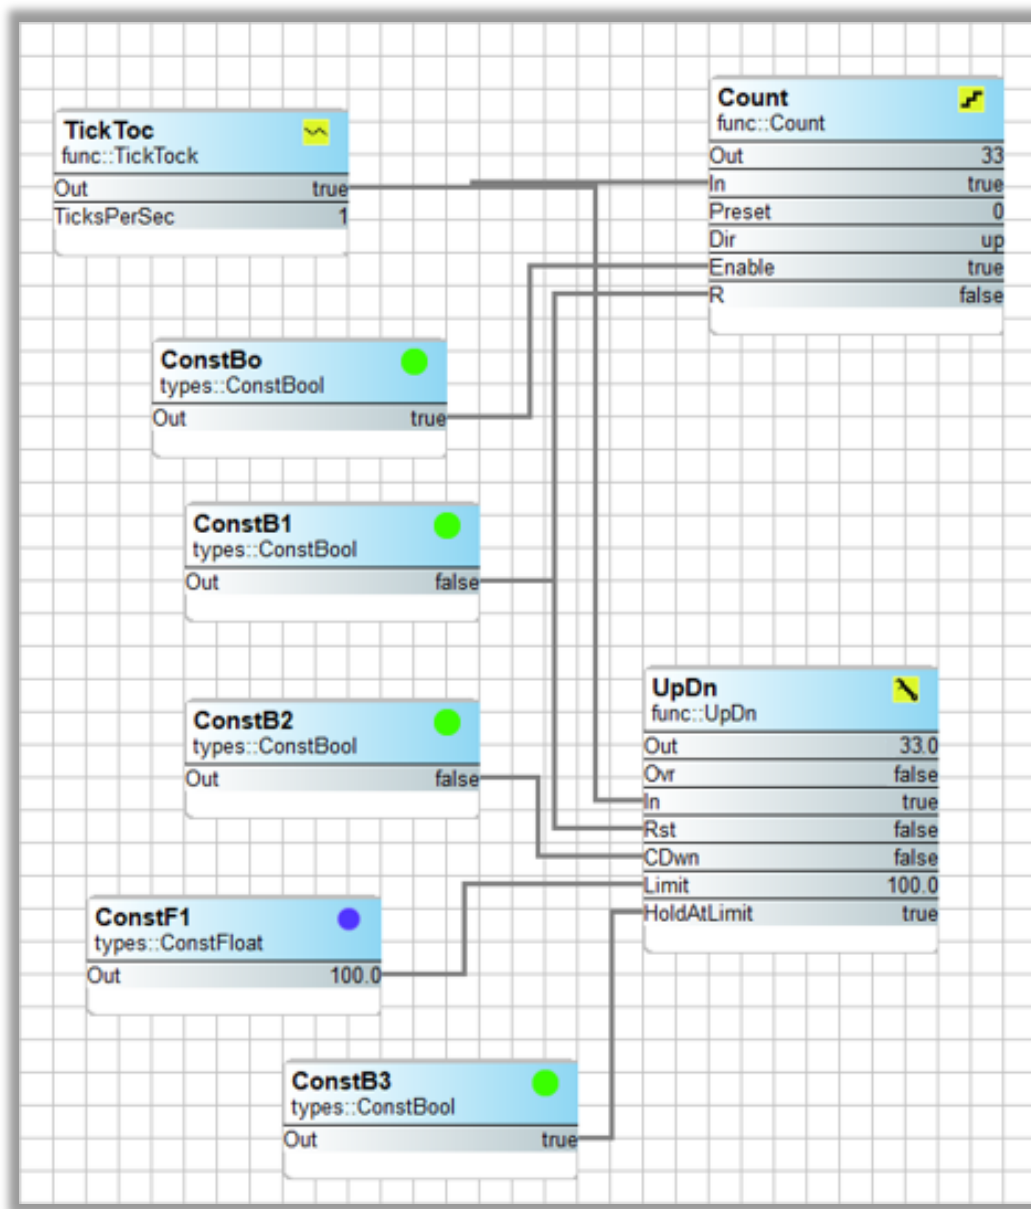 TickToc
func::TickTock
Out true
TicksPerSec 1
Count
func::Count
Out 33
In true
Preset 0
Dir up
Enable true
R false
ConstBo
types::ConstBool
Out true
ConstB1
types::ConstBool
Out false
ConstB2
types::ConstBool
Out false
UpDn
func::UpDn
Out 33.0
Ovr false
In true
Rst false
CDwn false
Limit 100.0
HoldAtLimit true
ConstF1
types::ConstFloat
Out 100.0
ConstB3
types::ConstBool
Out true